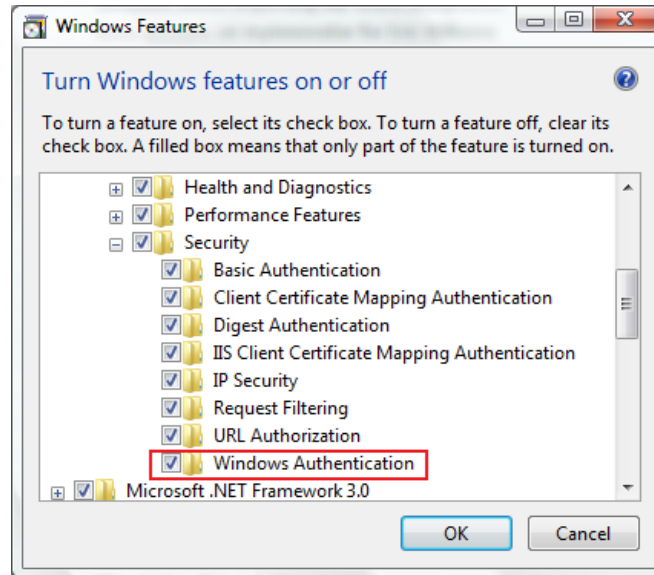 Windows Features
Turn Windows features on or off
To turn a feature on, select its check box. To turn a feature off, clear its
check box. A filled box means that only part of the feature is turned on.
Health and Diagnostics
Performance Features
Security
Basic Authentication
Client Certificate Mapping Authentication
Digest Authentication
IIS Client Certificate Mapping Authentication
IP Security
Request Filtering
URL Authorization
Windows Authentication
Microsoft .NET Framework 3.0
OK Cancel